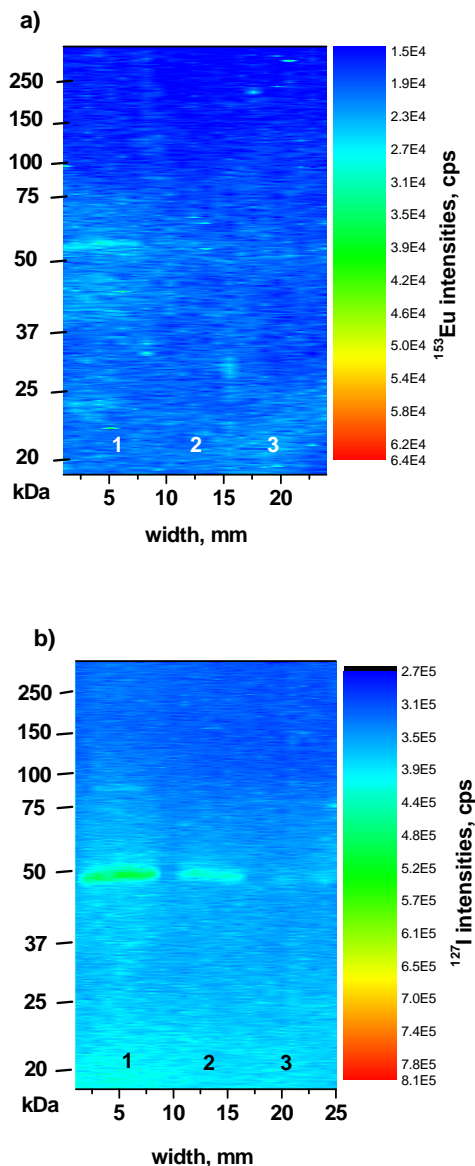 a)
250
150
100
75
50
37
25
20
kDa
1 2 3
5 10 15 20
width, mm
1.5E4
1.9E4
2.3E4
2.7E4
3.1E4
3.5E4
3.9E4
4.2E4
4.6E4
5.0E4
5.4E4
5.8E4
6.2E4
6.4E4
¹⁵³Eu intensities, cps
b)
250
150
100
75
50
37
25
20
kDa
1 2 3
5 10 15 20 25
width, mm
2.7E5
3.1E5
3.5E5
3.9E5
4.4E5
4.8E5
5.2E5
5.6E5
6.1E5
6.5E5
7.0E5
7.4E5
7.8E5
8.1E5
¹²⁷I intensities, cps